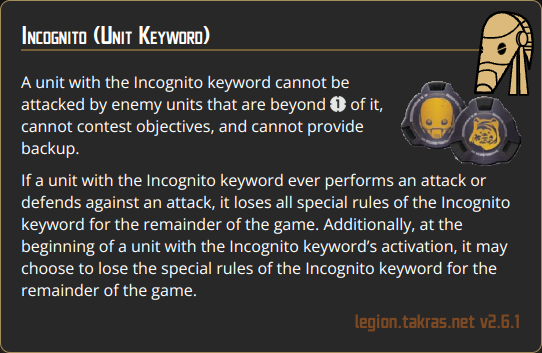 Incognito (Unit Keyword)
A unit with the Incognito keyword cannot be
attacked by enemy units that are beyond 1 of it,
cannot contest objectives, and cannot provide
backup.
If a unit with the Incognito keyword ever performs an attack or
defends against an attack, it loses all special rules of the Incognito
keyword for the remainder of the game. Additionally, at the
beginning of a unit with the Incognito keyword’s activation, it may
choose to lose the special rules of the Incognito keyword for the
remainder of the game.
legion.takras.net v2.6.1